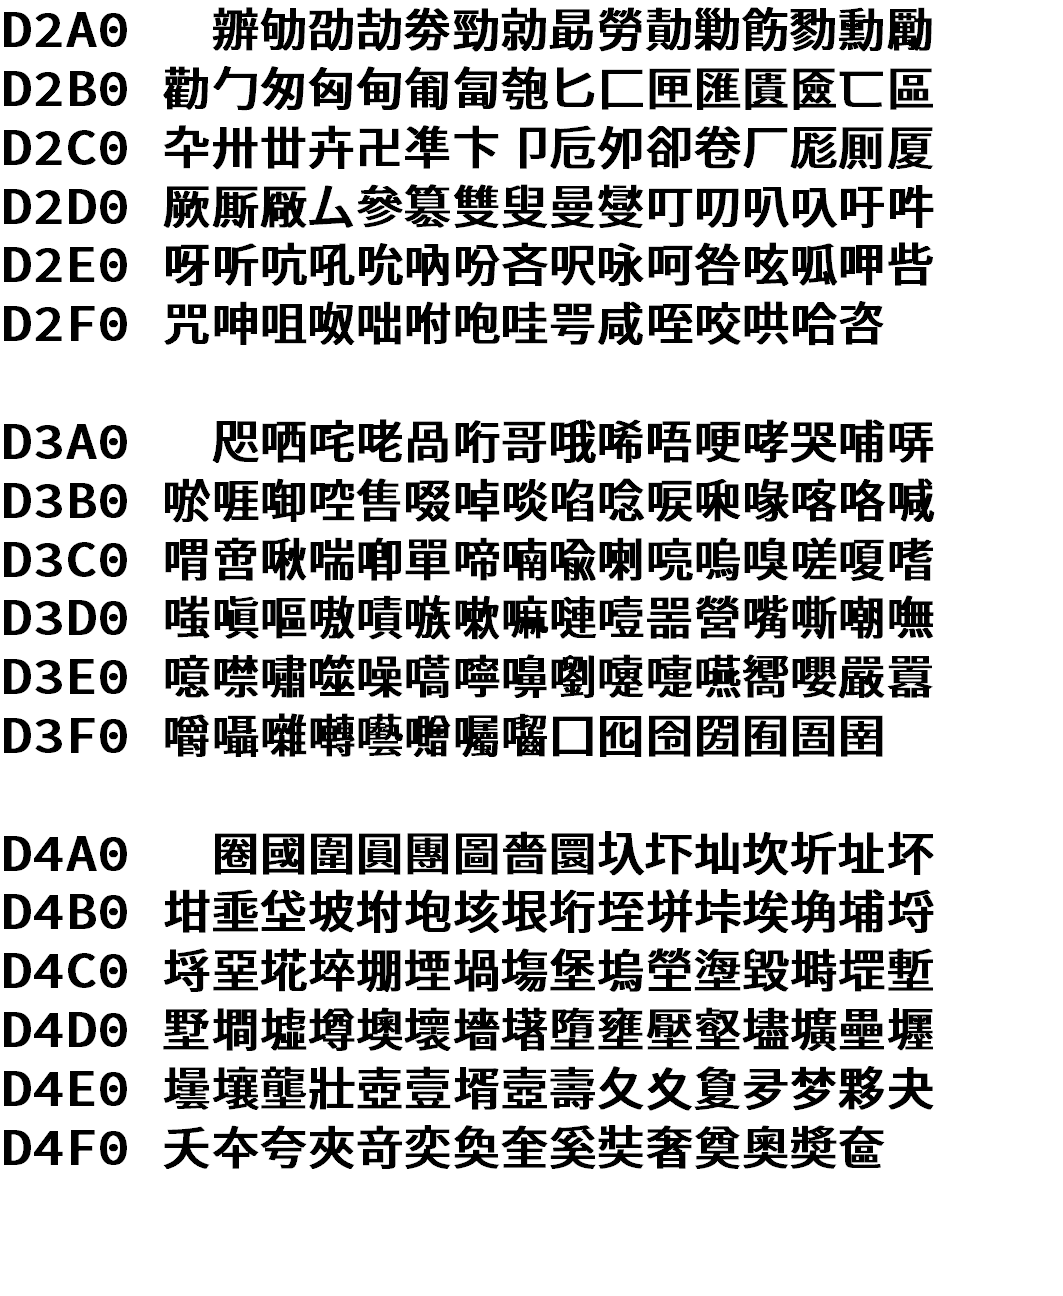 D2A0 辧劬劭劼劵勁勍勗勞勣勦飭勠勳勵
D2B0 勸勹匆匈甸匍匐匏匕匚匣匯匱匳匸區
D2C0 卆卅丗卉卍凖卞卩卮夘卻卷厂厖厠厦
D2D0 厥厮厰厶參簒雙叟曼燮叮叨叭叺吁吽
D2E0 呀听吭吼吮吶吩吝呎咏呵咎呟呱呷呰
D2F0 咒呻咀呶咄咐咆哇咢咸咥咬哄哈咨
D3A0 咫哂咤咾咼哘哥哦唏唔哽哮哭哺哢
D3B0 唹啀啣啌售啜啅啖啗唸唳啝喙喀咯喊
D3C0 喟啻啾喘喞單啼喃喩喇喨嗚嗅嗟嗄嗜
D3D0 嗤嗔嘔嗷嘖嗾嗽嘛嗹噎噐營嘴嘶嘲嘸
D3E0 噫噤嘯噬噪嚆嚀嚊嚠嚔嚏嚥嚮嚶嚴囂
D3F0 嚼囁囃囀囈囎囑囓囗囮囹圀囿圄圉
D4A0 圈國圍圓團圖嗇圜圦圷圸坎圻址坏
D4B0 坩埀垈坡坿垉垓垠垳垤垪垰埃埆埔埒
D4C0 埓堊埖埣堋堙堝塲堡塢塋塰毀塒堽塹
D4D0 墅墹墟墫墺壞墻墸墮壅壓壑壗壙壘壥
D4E0 壜壤壟壯壺壹壻壼壽夂夊夐夛梦夥夬
D4F0 夭夲夸夾竒奕奐奎奚奘奢奠奧奬奩